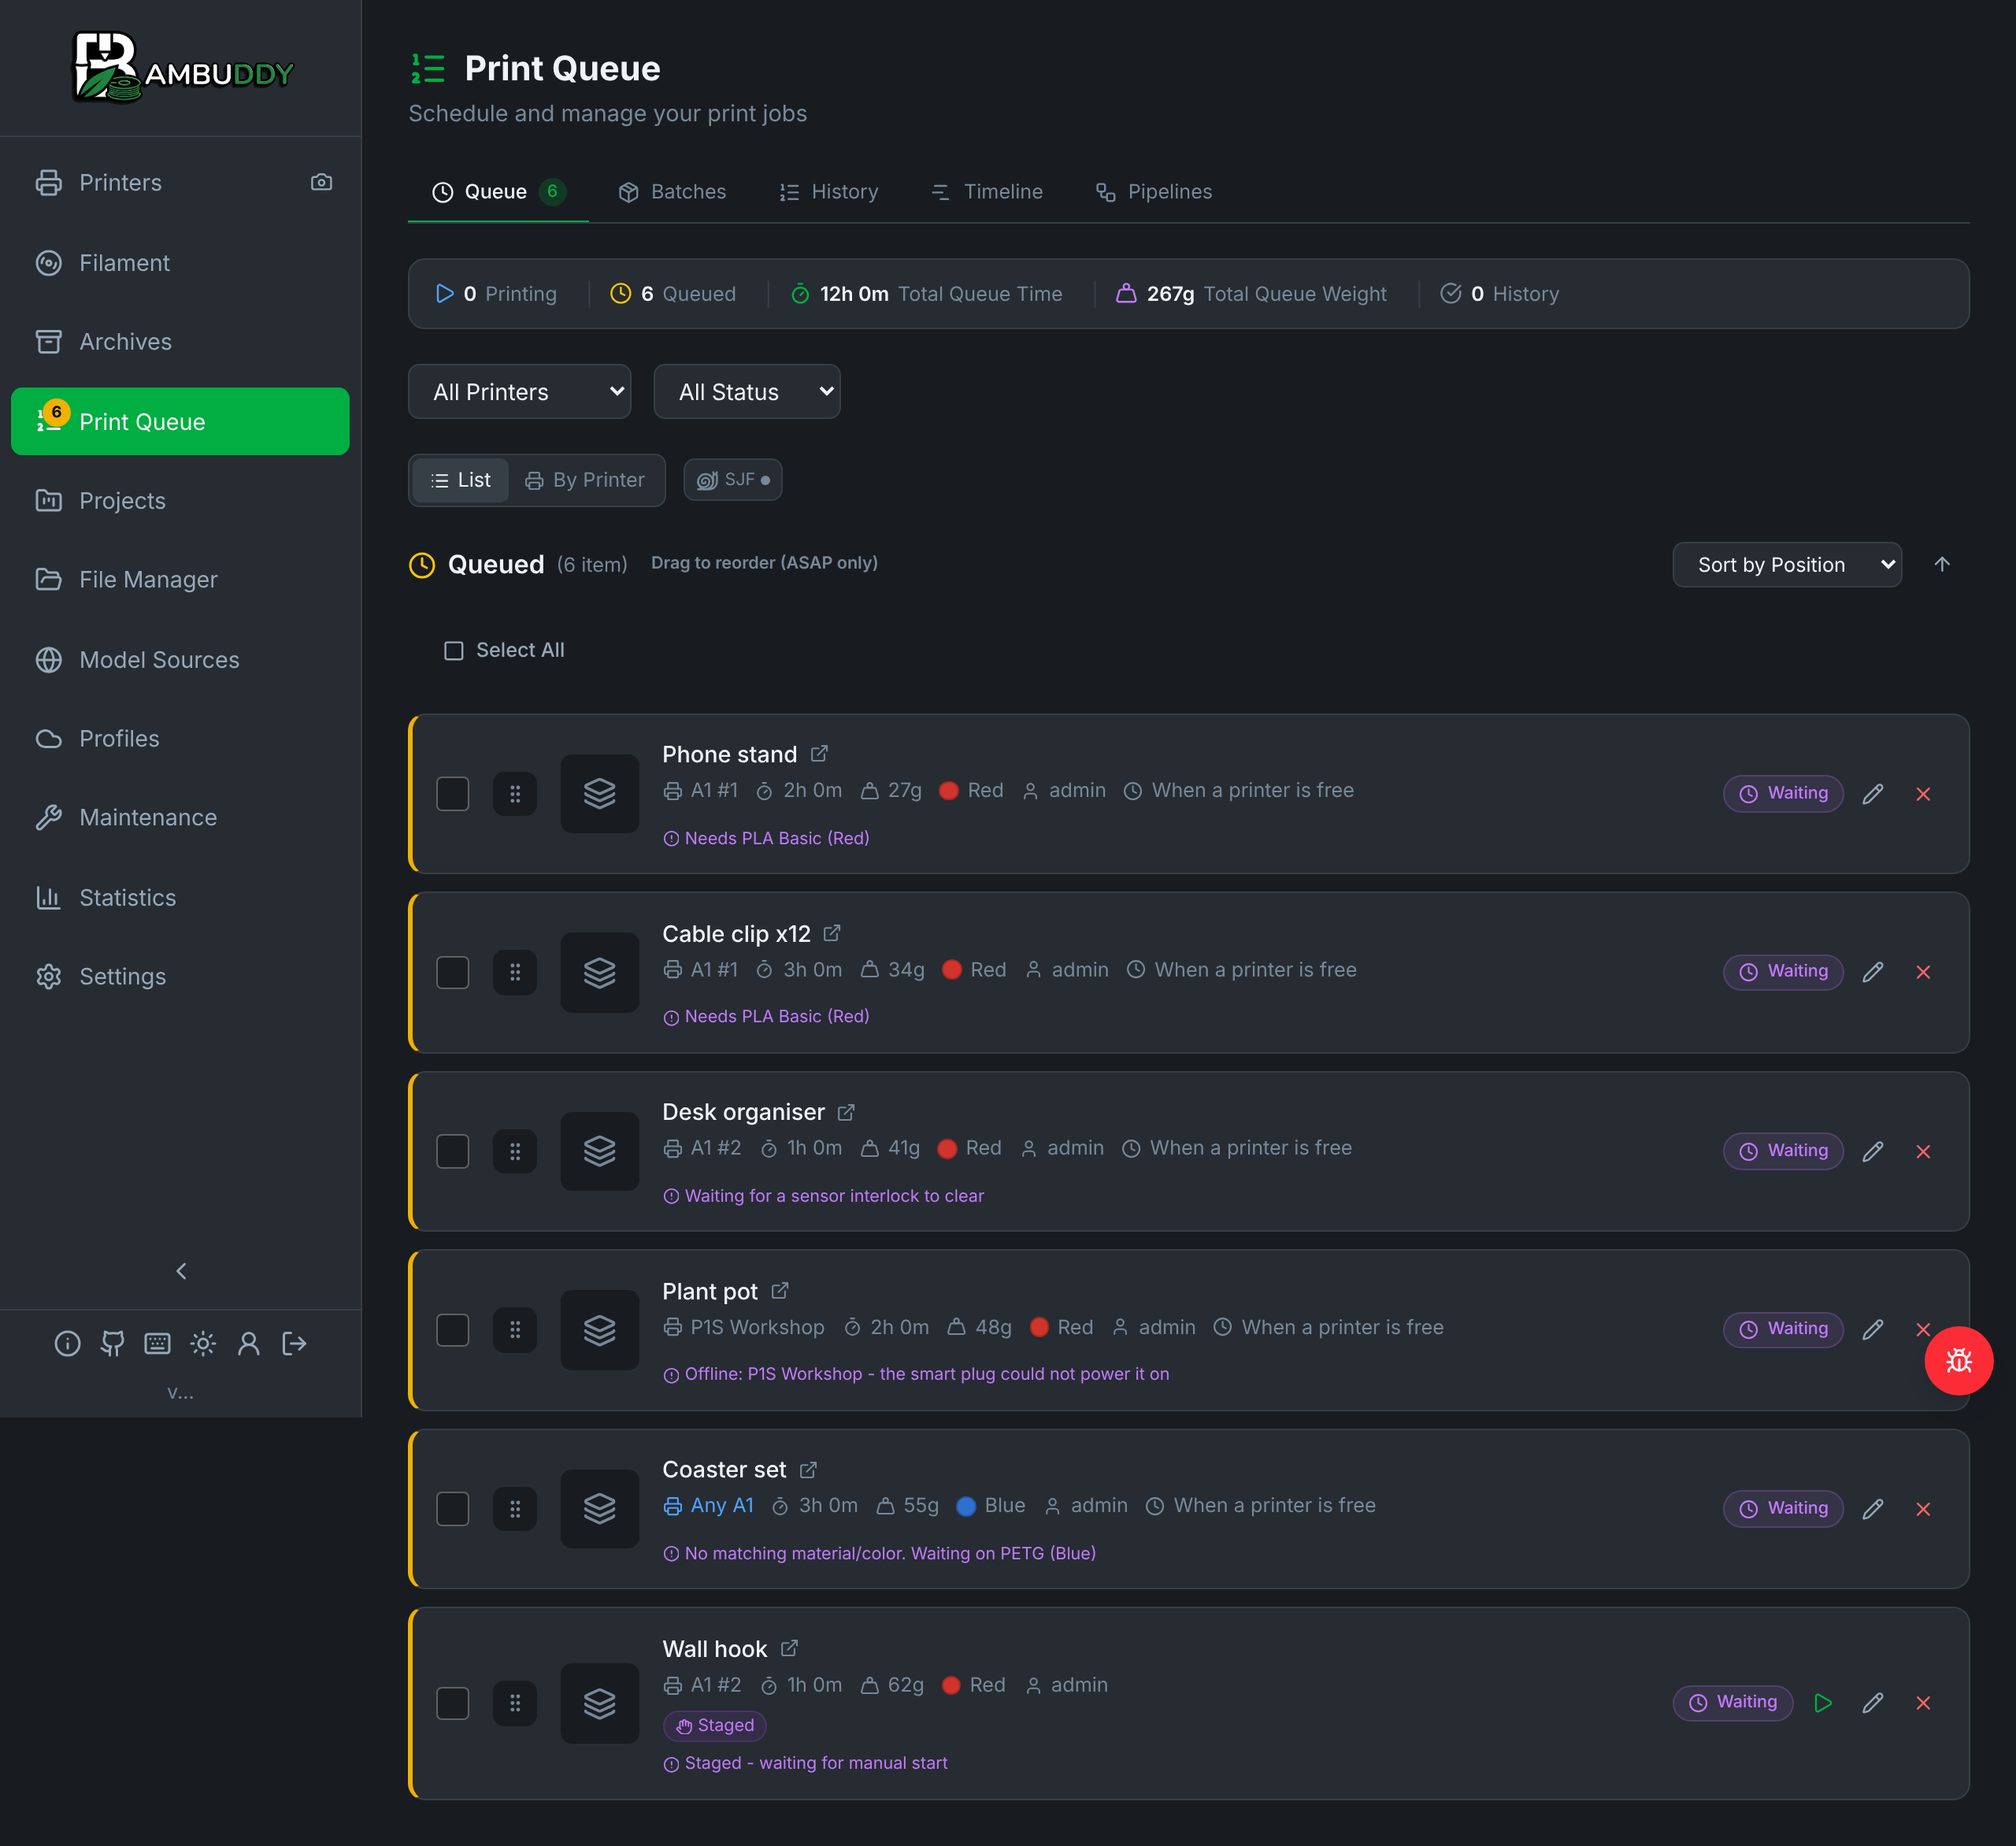 BAMBUDDY
Printers
Filament
Archives
6 Print Queue
Projects
File Manager
Model Sources
Profiles
Maintenance
Statistics
Settings
v...
Print Queue
Schedule and manage your print jobs
Queue 6 Batches History Timeline Pipelines
0 Printing 6 Queued 12h 0m Total Queue Time 267g Total Queue Weight 0 History
All Printers All Status
List By Printer SJF
Queued (6 item) Drag to reorder (ASAP only) Sort by Position
Select All
Phone stand
A1 #1 2h 0m 27g Red admin When a printer is free
Needs PLA Basic (Red)
Waiting
Cable clip x12
A1 #1 3h 0m 34g Red admin When a printer is free
Needs PLA Basic (Red)
Waiting
Desk organiser
A1 #2 1h 0m 41g Red admin When a printer is free
Waiting for a sensor interlock to clear
Waiting
Plant pot
P1S Workshop 2h 0m 48g Red admin When a printer is free
Offline: P1S Workshop - the smart plug could not power it on
Waiting
Coaster set
Any A1 3h 0m 55g Blue admin When a printer is free
No matching material/color. Waiting on PETG (Blue)
Waiting
Wall hook
A1 #2 1h 0m 62g Red admin
Staged
Staged - waiting for manual start
Waiting